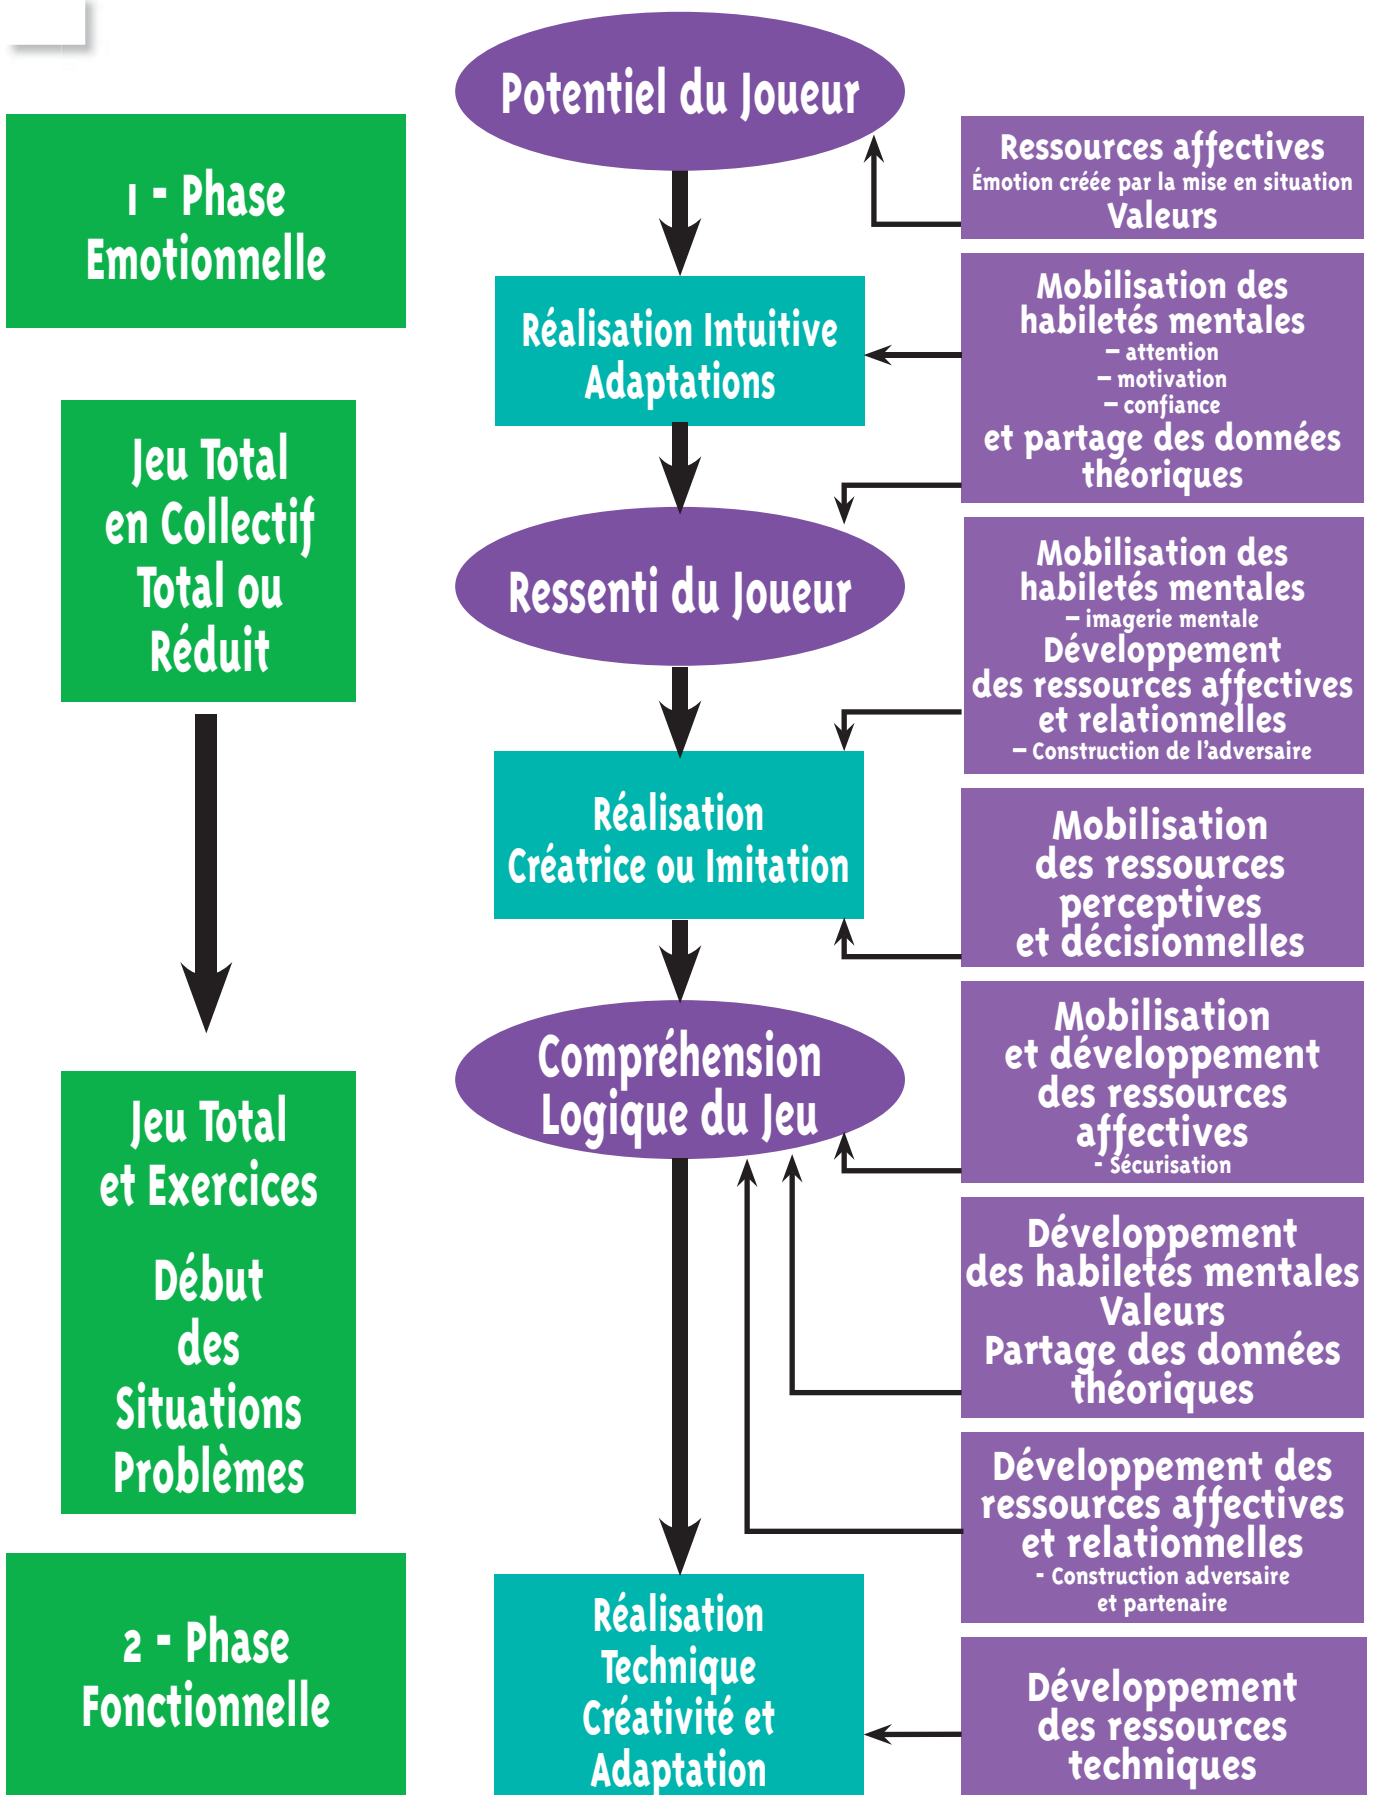 1 - Phase
Emotionnelle
Jeu Total
en Collectif
Total ou
Réduit
Jeu Total
et Exercices
Début
des
Situations
Problèmes
2 - Phase
Fonctionnelle
Potentiel du Joueur
Réalisation Intuitive
Adaptations
Ressenti du Joueur
Réalisation
Créatrice ou Imitation
Compréhension
Logique du Jeu
Réalisation
Technique
Créativité et
Adaptation
Ressources affectives
Émotion créée par la mise en situation
Valeurs
Mobilisation des
habiletés mentales
– attention
– motivation
– confiance
et partage des données
théoriques
Mobilisation des
habiletés mentales
– imagerie mentale
Développement
des ressources affectives
et relationnelles
– Construction de l’adversaire
Mobilisation
des ressources
perceptives
et décisionnelles
Mobilisation
et développement
des ressources
affectives
- Sécurisation
Développement
des habiletés mentales
Valeurs
Partage des données
théoriques
Développement des
ressources affectives
et relationnelles
- Construction adversaire
et partenaire
Développement
des ressources
techniques